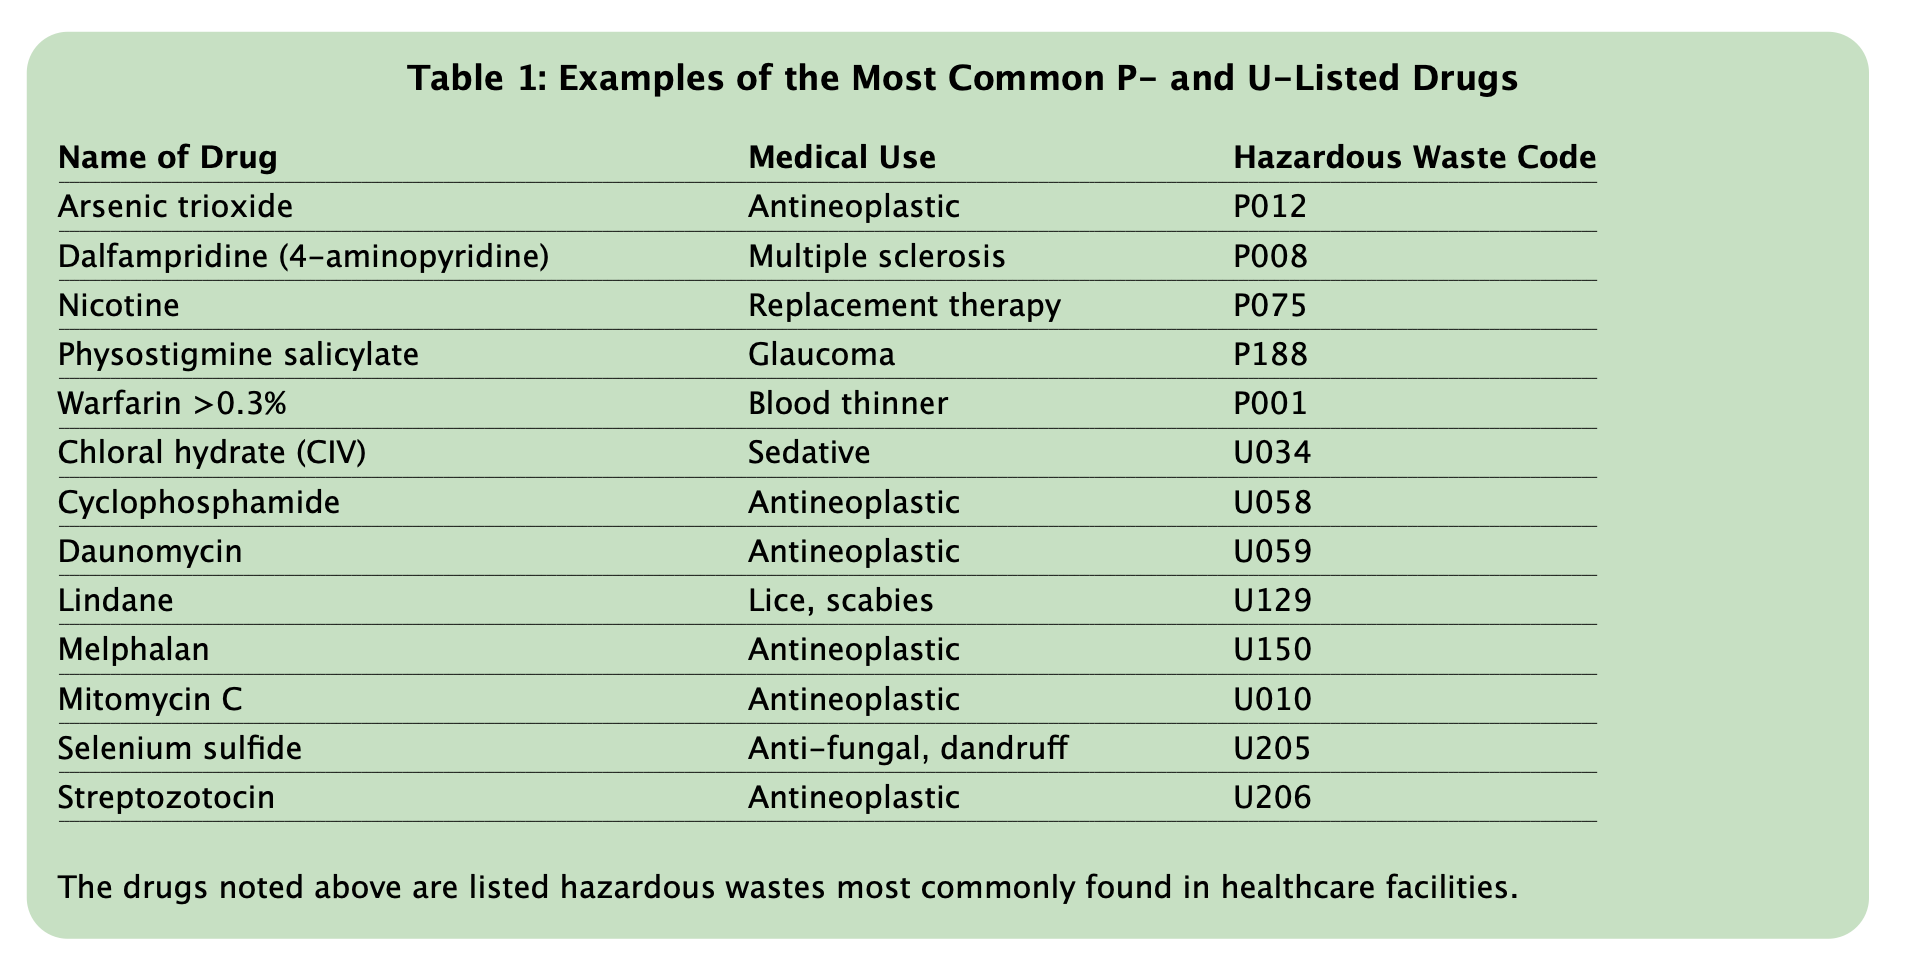 Table 1: Examples of the Most Common P- and U-Listed Drugs
Name of Drug Medical Use Hazardous Waste Code
Arsenic trioxide Antineoplastic P012
Dalfampridine (4-aminopyridine) Multiple sclerosis P008
Nicotine Replacement therapy P075
Physostigmine salicylate Glaucoma P188
Warfarin >0.3% Blood thinner P001
Chloral hydrate (CIV) Sedative U034
Cyclophosphamide Antineoplastic U058
Daunomycin Antineoplastic U059
Lindane Lice, scabies U129
Melphalan Antineoplastic U150
Mitomycin C Antineoplastic U010
Selenium sulfide Anti-fungal, dandruff U205
Streptozotocin Antineoplastic U206
The drugs noted above are listed hazardous wastes most commonly found in healthcare facilities.